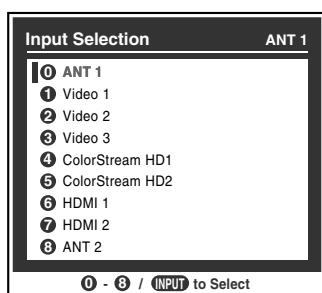 Input Selection ANT 1
0 ANT 1
1 Video 1
2 Video 2
3 Video 3
4 ColorStream HD1
5 ColorStream HD2
6 HDMI 1
7 HDMI 2
8 ANT 2
0 - 8 / INPUT to Select